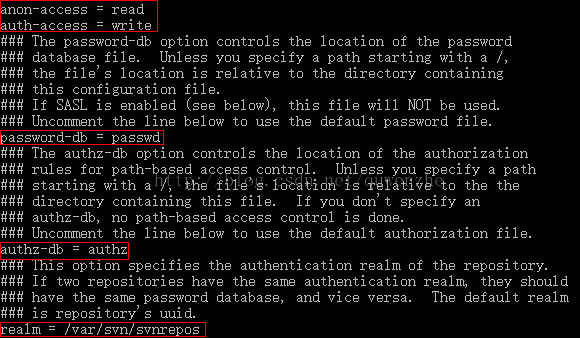 anon-access = read
auth-access = write
### The password-db option controls the location of the password
### database file.  Unless you specify a path starting with a /,
### the file's location is relative to the directory containing
### this configuration file.
### If SASL is enabled (see below), this file will NOT be used.
### Uncomment the line below to use the default password file.
password-db = passwd
### The authz-db option controls the location of the authorization
### rules for path-based access control.  Unless you specify a path
### starting with a /, the file's location is relative to the the
### directory containing this file.  If you don't specify an
### authz-db, no path-based access control is done.
### Uncomment the line below to use the default authorization file.
authz-db = authz
### This option specifies the authentication realm of the repository.
### If two repositories have the same authentication realm, they should
### have the same password database, and vice versa.  The default realm
### is repository's uuid.
realm = /var/svn/svnrepos